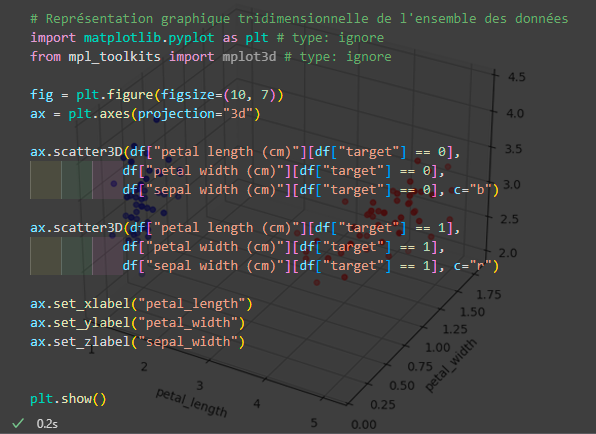 # Représentation graphique tridimensionnelle de l'ensemble des données
import matplotlib.pyplot as plt # type: ignore
from mpl_toolkits import mplot3d # type: ignore
fig = plt.figure(figsize=(10, 7))
ax = plt.axes(projection="3d")
ax.scatter3D(df["petal length (cm)"][df["target"] == 0],
df["petal width (cm)"][df["target"] == 0],
df["sepal width (cm)"][df["target"] == 0], c="b")
ax.scatter3D(df["petal length (cm)"][df["target"] == 1],
df["petal width (cm)"][df["target"] == 1],
df["sepal width (cm)"][df["target"] == 1], c="r")
ax.set_xlabel("petal_length")
ax.set_ylabel("petal_width")
ax.set_zlabel("sepal_width")
plt.show()
0.2s
4.5
4.0
3.5
3.0
2.5
2.0
1.75
1.50
1.25
1.00
0.75
0.50
0.25
0.00
petal_width
1
2
3
4
5
petal_length